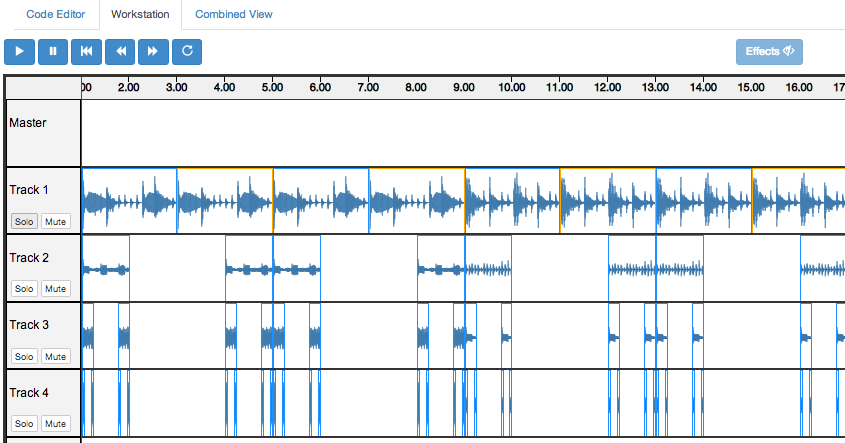 Code Editor Workstation Combined View
Effects
00 2.00 3.00 4.00 5.00 6.00 7.00 8.00 9.00 10.00 11.00 12.00 13.00 14.00 15.00 16.00 17
Master
Track 1
Solo Mute
Track 2
Solo Mute
Track 3
Solo Mute
Track 4
Solo Mute